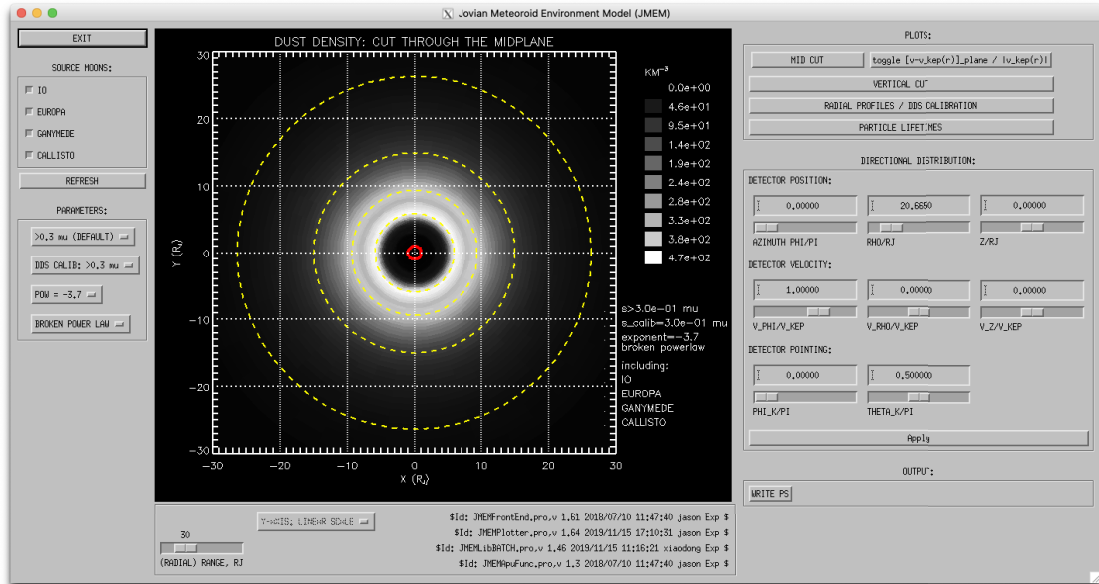 Jovian Meteoroid Environment Model (JMEM)
EXIT
SOURCE MOONS:
IO
EUROPA
GANYMEDE
CALLISTO
REFRESH
PARAMETERS:
>0.3 mu (DEFAULT)
DDS CALIB: >0.3 mu
POW = -3.7
BROKEN POWER LAW
DUST DENSITY: CUT THROUGH THE MIDPLANE
30
20
10
0
-10
-20
-30
Y (RJ)
-30 -20 -10 0 10 20 30
X (RJ)
KM⁻³
0.0e+00
4.6e+01
9.5e+01
1.4e+02
1.9e+02
2.4e+02
2.8e+02
3.3e+02
3.8e+02
4.7e+02
s>3.0e-01 mu
s_calib=3.0e-01 mu
exponent=-3.7
broken powerlaw
including:
IO
EUROPA
GANYMEDE
CALLISTO
Y-AXIS: LINEAR SCALE
30
(RADIAL) RANGE, RJ
$Id: JMEMFrontEnd.pro,v 1.61 2018/07/10 11:47:40 jason Exp $
$Id: JMEMPlotter.pro,v 1.64 2019/11/15 17:10:31 jason Exp $
$Id: JMEMLibBATCH.pro,v 1.46 2019/11/15 11:16:21 xiaodong Exp $
$Id: JMEMApuFunc.pro,v 1.3 2018/07/10 11:47:40 jason Exp $
PLOTS:
MID CUT toggle [v-v_kep(r)]_plane / |v_kep(r)|
VERTICAL CUT
RADIAL PROFILES / DDS CALIBRATION
PARTICLE LIFETIMES
DIRECTIONAL DISTRIBUTION:
DETECTOR POSITION:
0.00000 20.6650 0.00000
AZIMUTH PHI/PI RHO/RJ Z/RJ
DETECTOR VELOCITY:
1.00000 0.00000 0.00000
V_PHI/V_KEP V_RHO/V_KEP V_Z/V_KEP
DETECTOR POINTING:
0.00000 0.500000
PHI_K/PI THETA_K/PI
Apply
OUTPUT:
WRITE PS